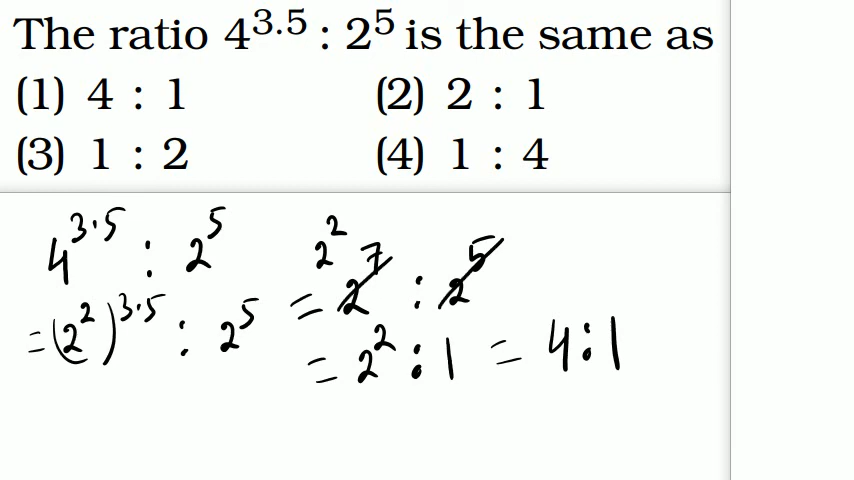 The ratio 4^3.5 : 2^5 is the same as
(1) 4 : 1 (2) 2 : 1
(3) 1 : 2 (4) 1 : 4
4^3.5 : 2^5
= (2^2)^3.5 : 2^5
2^2
= 2^7 : 2^5
= 2^2 : 1 = 4 : 1